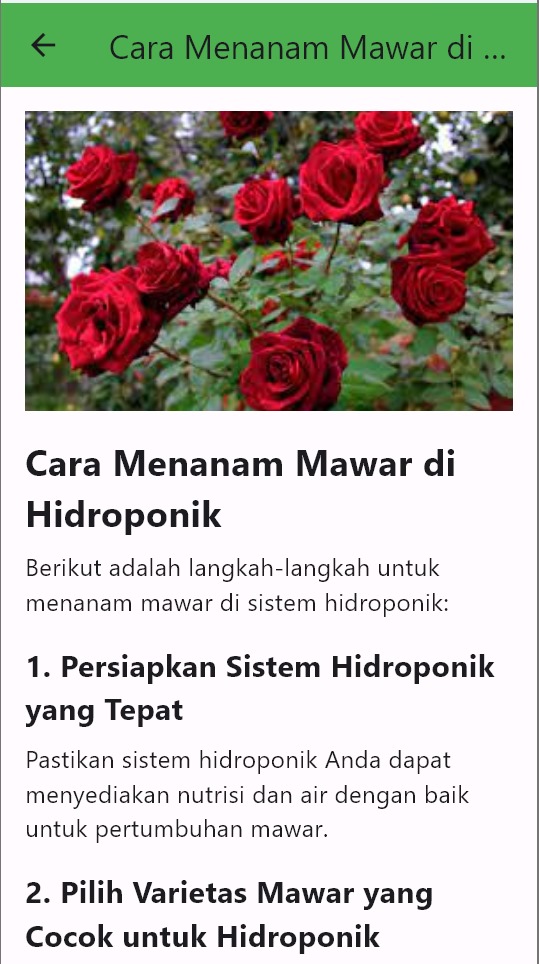 Cara Menanam Mawar di ...
Cara Menanam Mawar di
Hidroponik
Berikut adalah langkah-langkah untuk
menanam mawar di sistem hidroponik:
1. Persiapkan Sistem Hidroponik
yang Tepat
Pastikan sistem hidroponik Anda dapat
menyediakan nutrisi dan air dengan baik
untuk pertumbuhan mawar.
2. Pilih Varietas Mawar yang
Cocok untuk Hidroponik